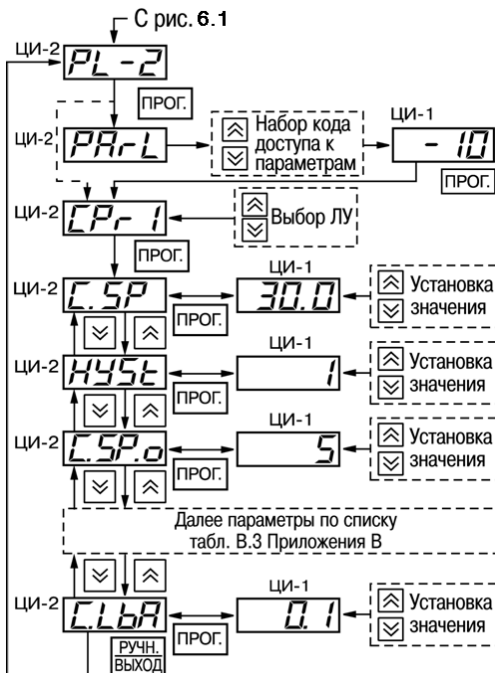 С рис. 6.1
ЦИ-2 PL-2
ПРОГ.
ЦИ-2 PArL
Набор кода
доступа к
параметрам
ЦИ-1
-10
ПРОГ.
ЦИ-2 CPr1
Выбор ЛУ
ПРОГ.
ЦИ-2 C.SP
ПРОГ.
ЦИ-1
30.0
Установка
значения
ЦИ-2 HYSt
ПРОГ.
ЦИ-1
1
Установка
значения
ЦИ-2 C.SP.o
ПРОГ.
ЦИ-1
5
Установка
значения
Далее параметры по списку
табл. В.3 Приложения В
ЦИ-2 C.LbA
РУЧН.
ВЫХОД
ПРОГ.
ЦИ-1
0.1
Установка
значения